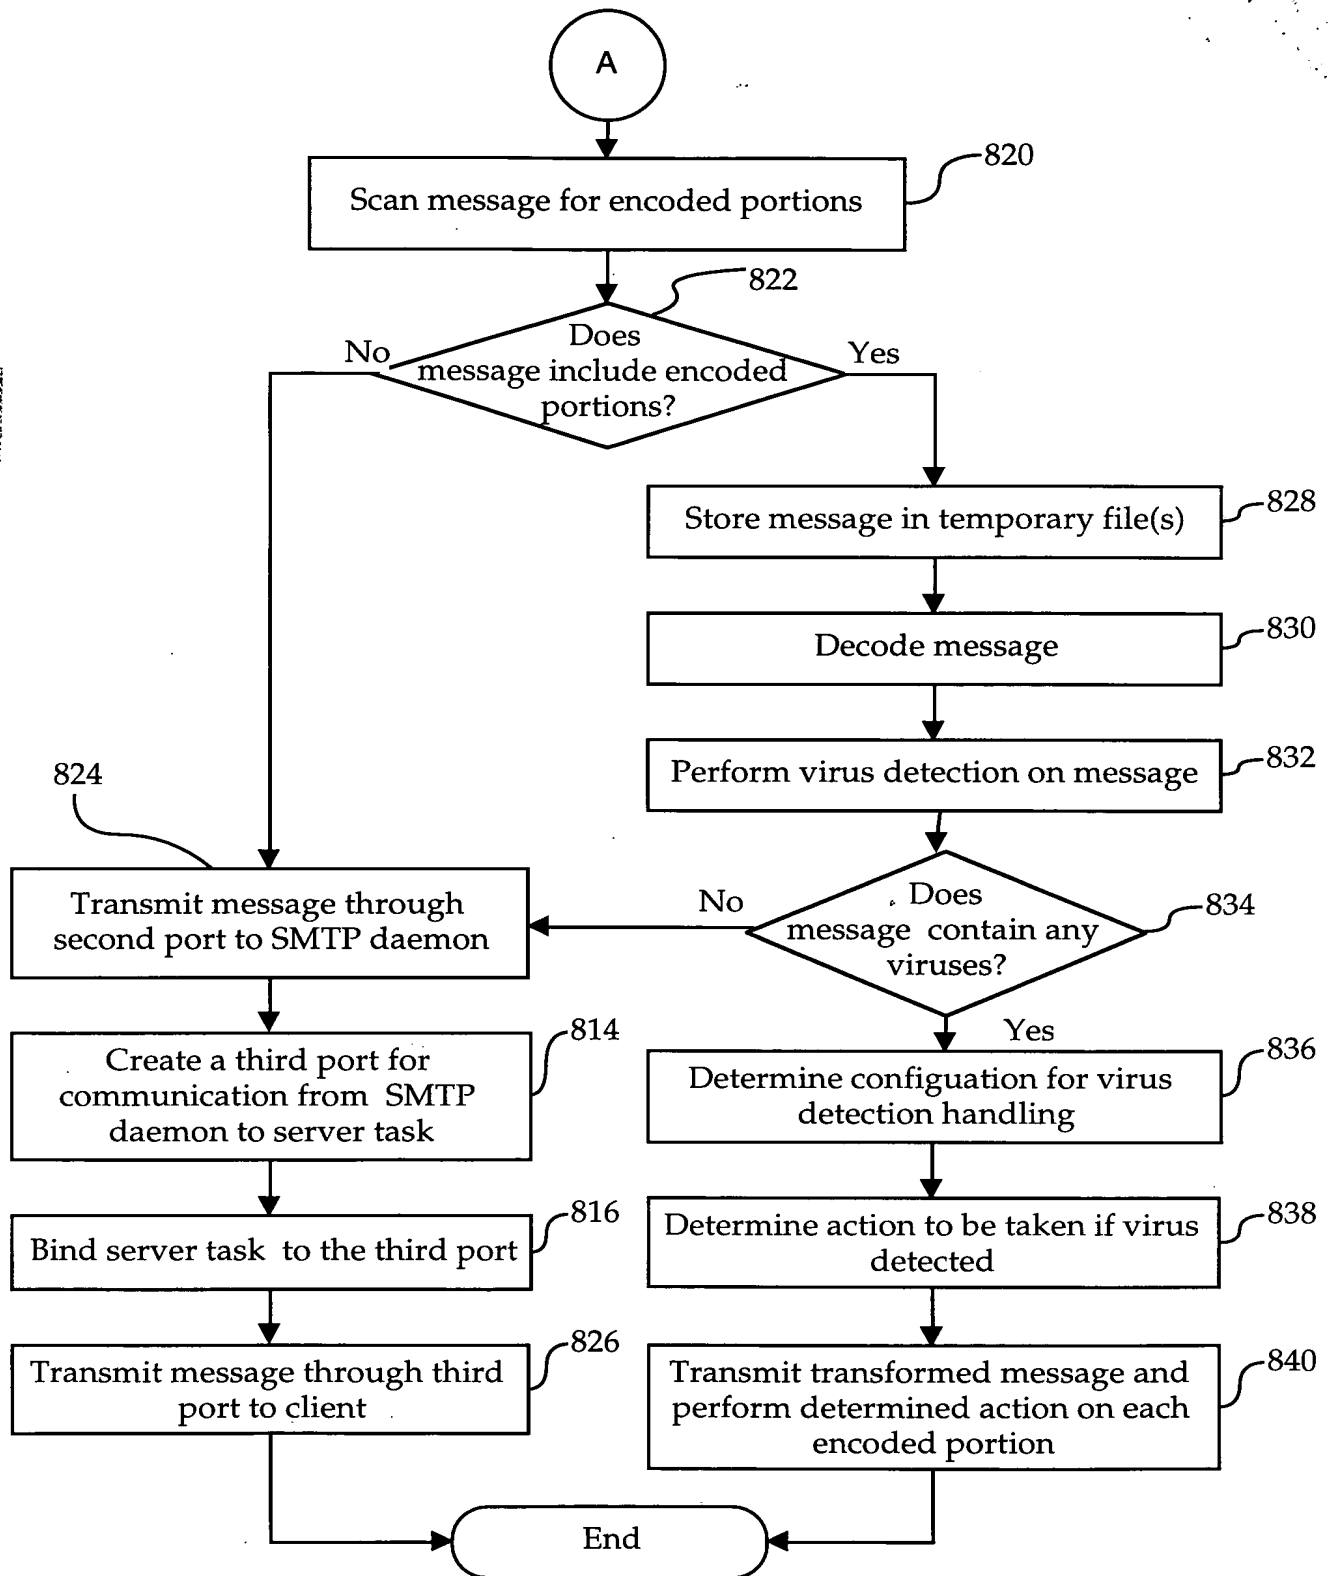 A
820
Scan message for encoded portions
822
Does
message include encoded
portions?
No
Yes
828
Store message in temporary file(s)
830
Decode message
832
Perform virus detection on message
824
Transmit message through
second port to SMTP daemon
No
Does
message contain any
viruses?
834
Yes
814
Create a third port for
communication from SMTP
daemon to server task
836
Determine configuation for virus
detection handling
816
Bind server task to the third port
838
Determine action to be taken if virus
detected
826
Transmit message through third
port to client
840
Transmit transformed message and
perform determined action on each
encoded portion
End